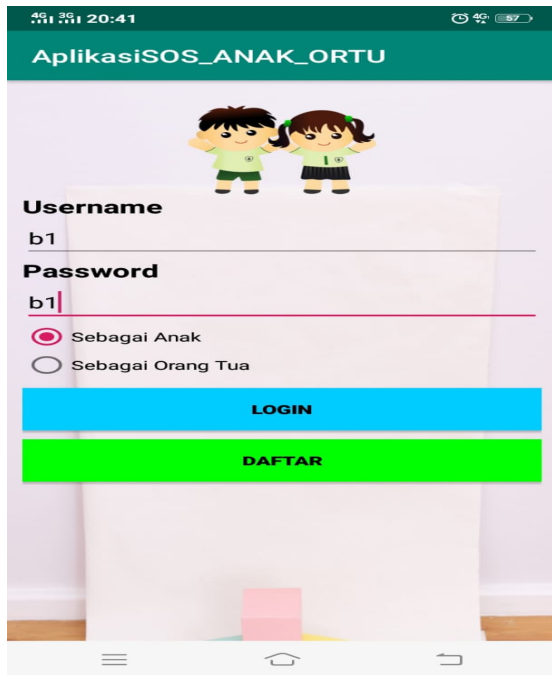 4G 3G 20:41 4G 57
AplikasiSOS_ANAK_ORTU
Username
b1
Password
b1
Sebagai Anak
Sebagai Orang Tua
LOGIN
DAFTAR